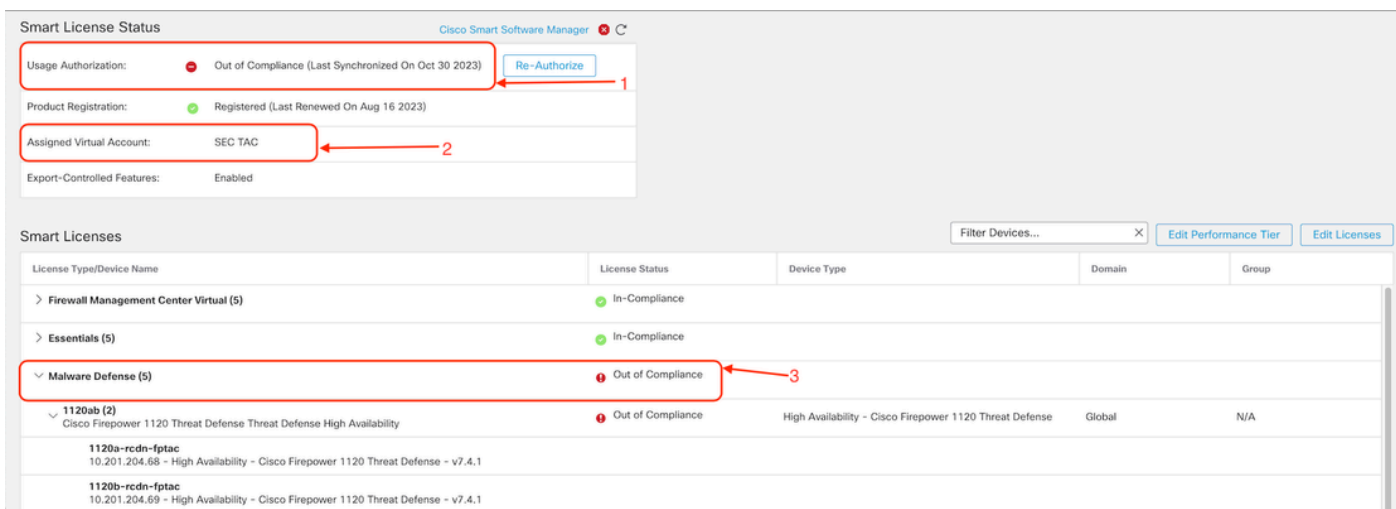 Smart License Status
Cisco Smart Software Manager
Usage Authorization: Out of Compliance (Last Synchronized On Oct 30 2023) Re-Authorize
1
Product Registration: Registered (Last Renewed On Aug 16 2023)
Assigned Virtual Account: SEC TAC
2
Export-Controlled Features: Enabled
Smart Licenses
Filter Devices... X Edit Performance Tier Edit Licenses
License Type/Device Name License Status Device Type Domain Group
Firewall Management Center Virtual (5) In-Compliance
Essentials (5) In-Compliance
Malware Defense (5) Out of Compliance
3
1120ab (2) Out of Compliance High Availability - Cisco Firepower 1120 Threat Defense Global N/A
Cisco Firepower 1120 Threat Defense Threat Defense High Availability
1120a-rcdn-fptac
10.201.204.68 - High Availability - Cisco Firepower 1120 Threat Defense - v7.4.1
1120b-rcdn-fptac
10.201.204.69 - High Availability - Cisco Firepower 1120 Threat Defense - v7.4.1